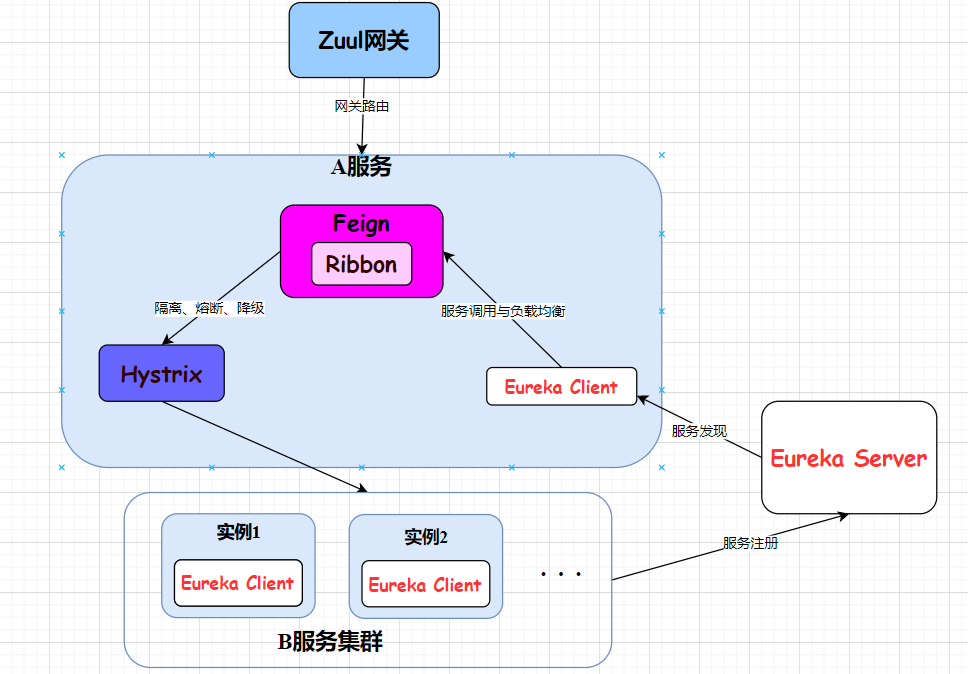 Zuul网关
网关路由
A服务
Feign
Ribbon
隔离、熔断、降级
服务调用与负载均衡
Hystrix
Eureka Client
服务发现
Eureka Server
实例1
实例2
Eureka Client
Eureka Client
. . .
服务注册
B服务集群